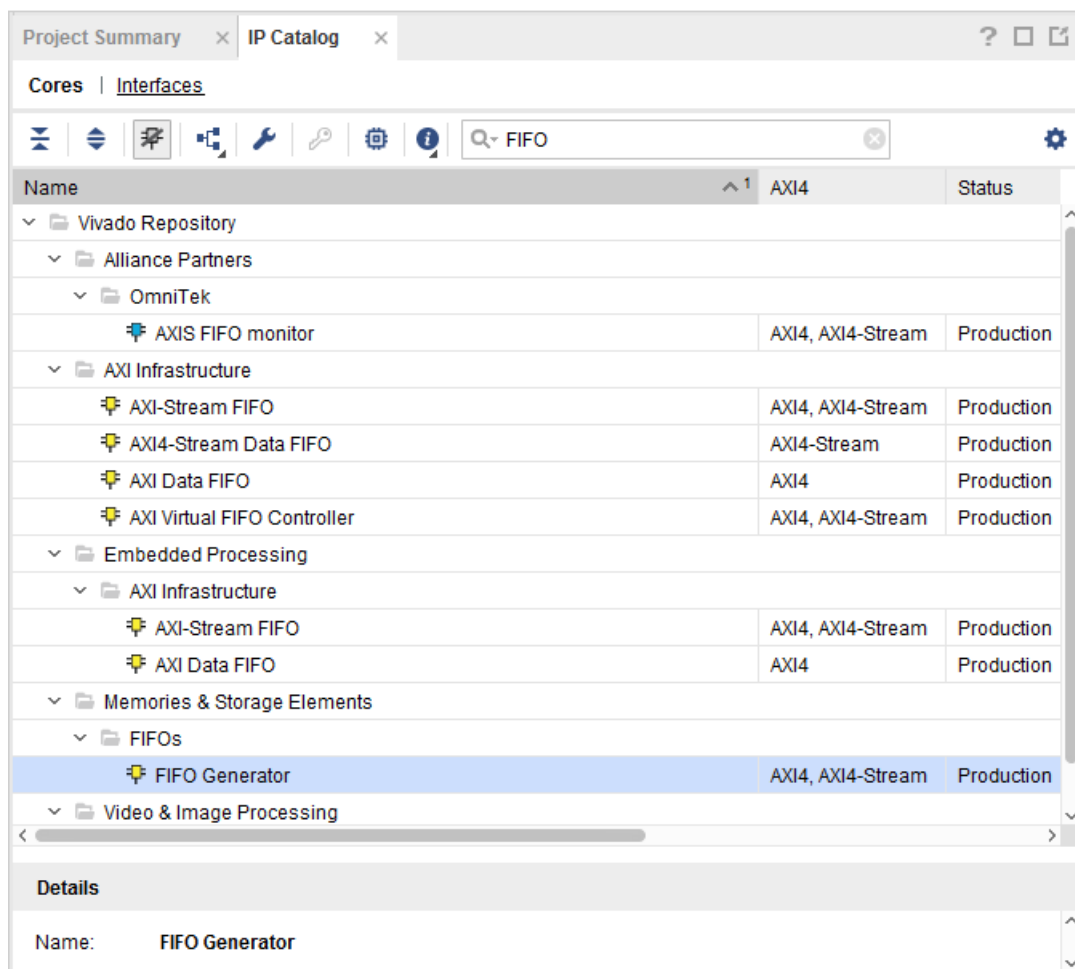 Project Summary × IP Catalog × ?
Cores | Interfaces
FIFO
Name 1 AXI4 Status
Vivado Repository
Alliance Partners
OmniTek
AXIS FIFO monitor AXI4, AXI4-Stream Production
AXI Infrastructure
AXI-Stream FIFO AXI4, AXI4-Stream Production
AXI4-Stream Data FIFO AXI4-Stream Production
AXI Data FIFO AXI4 Production
AXI Virtual FIFO Controller AXI4, AXI4-Stream Production
Embedded Processing
AXI Infrastructure
AXI-Stream FIFO AXI4, AXI4-Stream Production
AXI Data FIFO AXI4 Production
Memories & Storage Elements
FIFOs
FIFO Generator AXI4, AXI4-Stream Production
Video & Image Processing
Details
Name: FIFO Generator